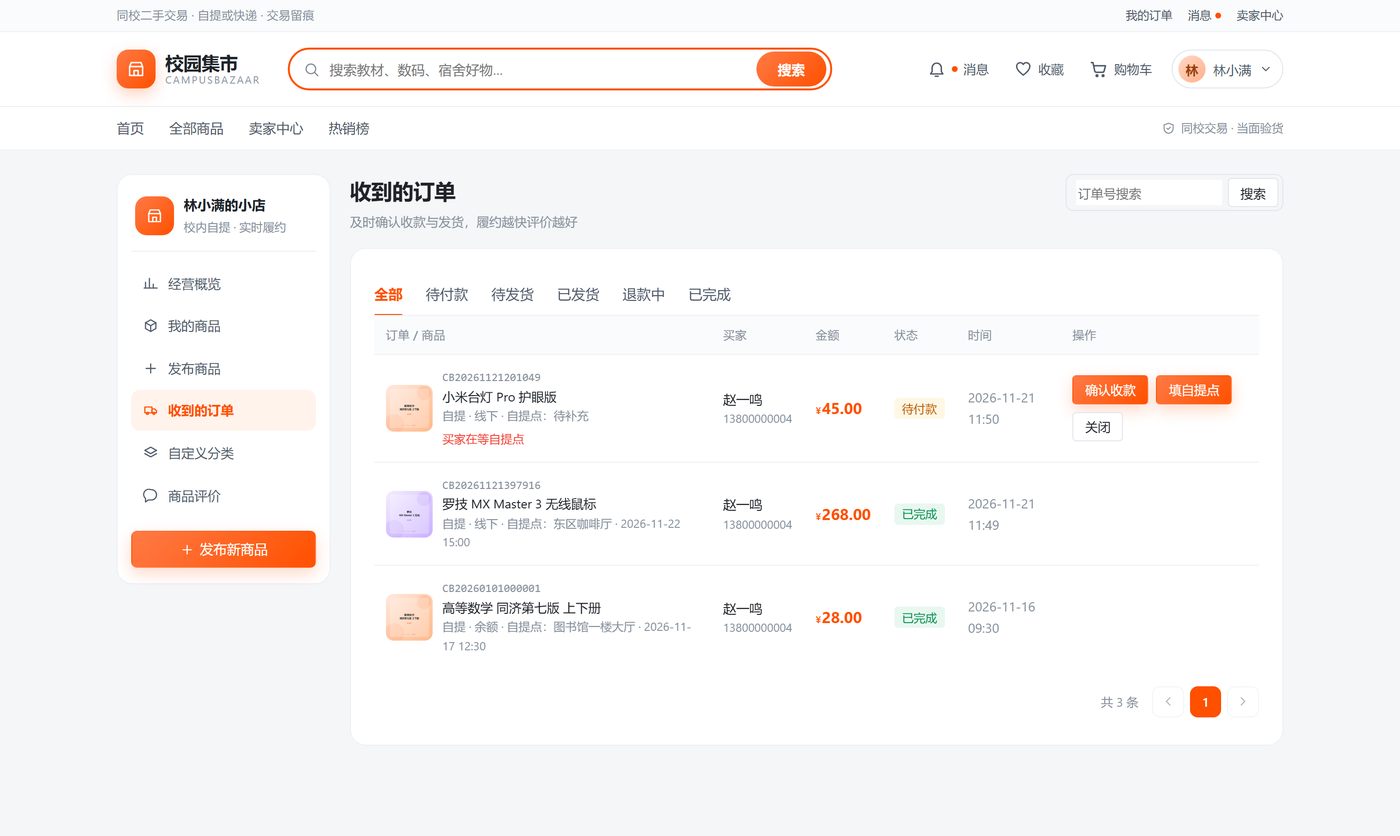 同校二手交易 · 自提或快递 · 交易留痕
我的订单 消息 卖家中心
校园集市
CAMPUSBAZAAR
搜索教材、数码、宿舍好物...
搜索
消息 收藏 购物车 林 林小满
首页 全部商品 卖家中心 热销榜
同校交易 · 当面验货
林小满的小店
校内自提 · 实时履约
经营概览
我的商品
发布商品
收到的订单
自定义分类
商品评价
+ 发布新商品
收到的订单
及时确认收款与发货，履约越快评价越好
订单号搜索 搜索
全部 待付款 待发货 已发货 退款中 已完成
订单 / 商品 买家 金额 状态 时间 操作
CB20261121201049
小米台灯 Pro 护眼版
自提 · 线下 · 自提点：待补充
买家在等自提点
赵一鸣
13800000004
¥45.00
待付款
2026-11-21
11:50
确认收款 填自提点
关闭
CB20261121397916
罗技 MX Master 3 无线鼠标
自提 · 线下 · 自提点：东区咖啡厅 · 2026-11-22
15:00
赵一鸣
13800000004
¥268.00
已完成
2026-11-21
11:49
CB20260101000001
高等数学 同济第七版 上下册
自提 · 余额 · 自提点：图书馆一楼大厅 · 2026-11-
17 12:30
赵一鸣
13800000004
¥28.00
已完成
2026-11-16
09:30
共 3 条 1